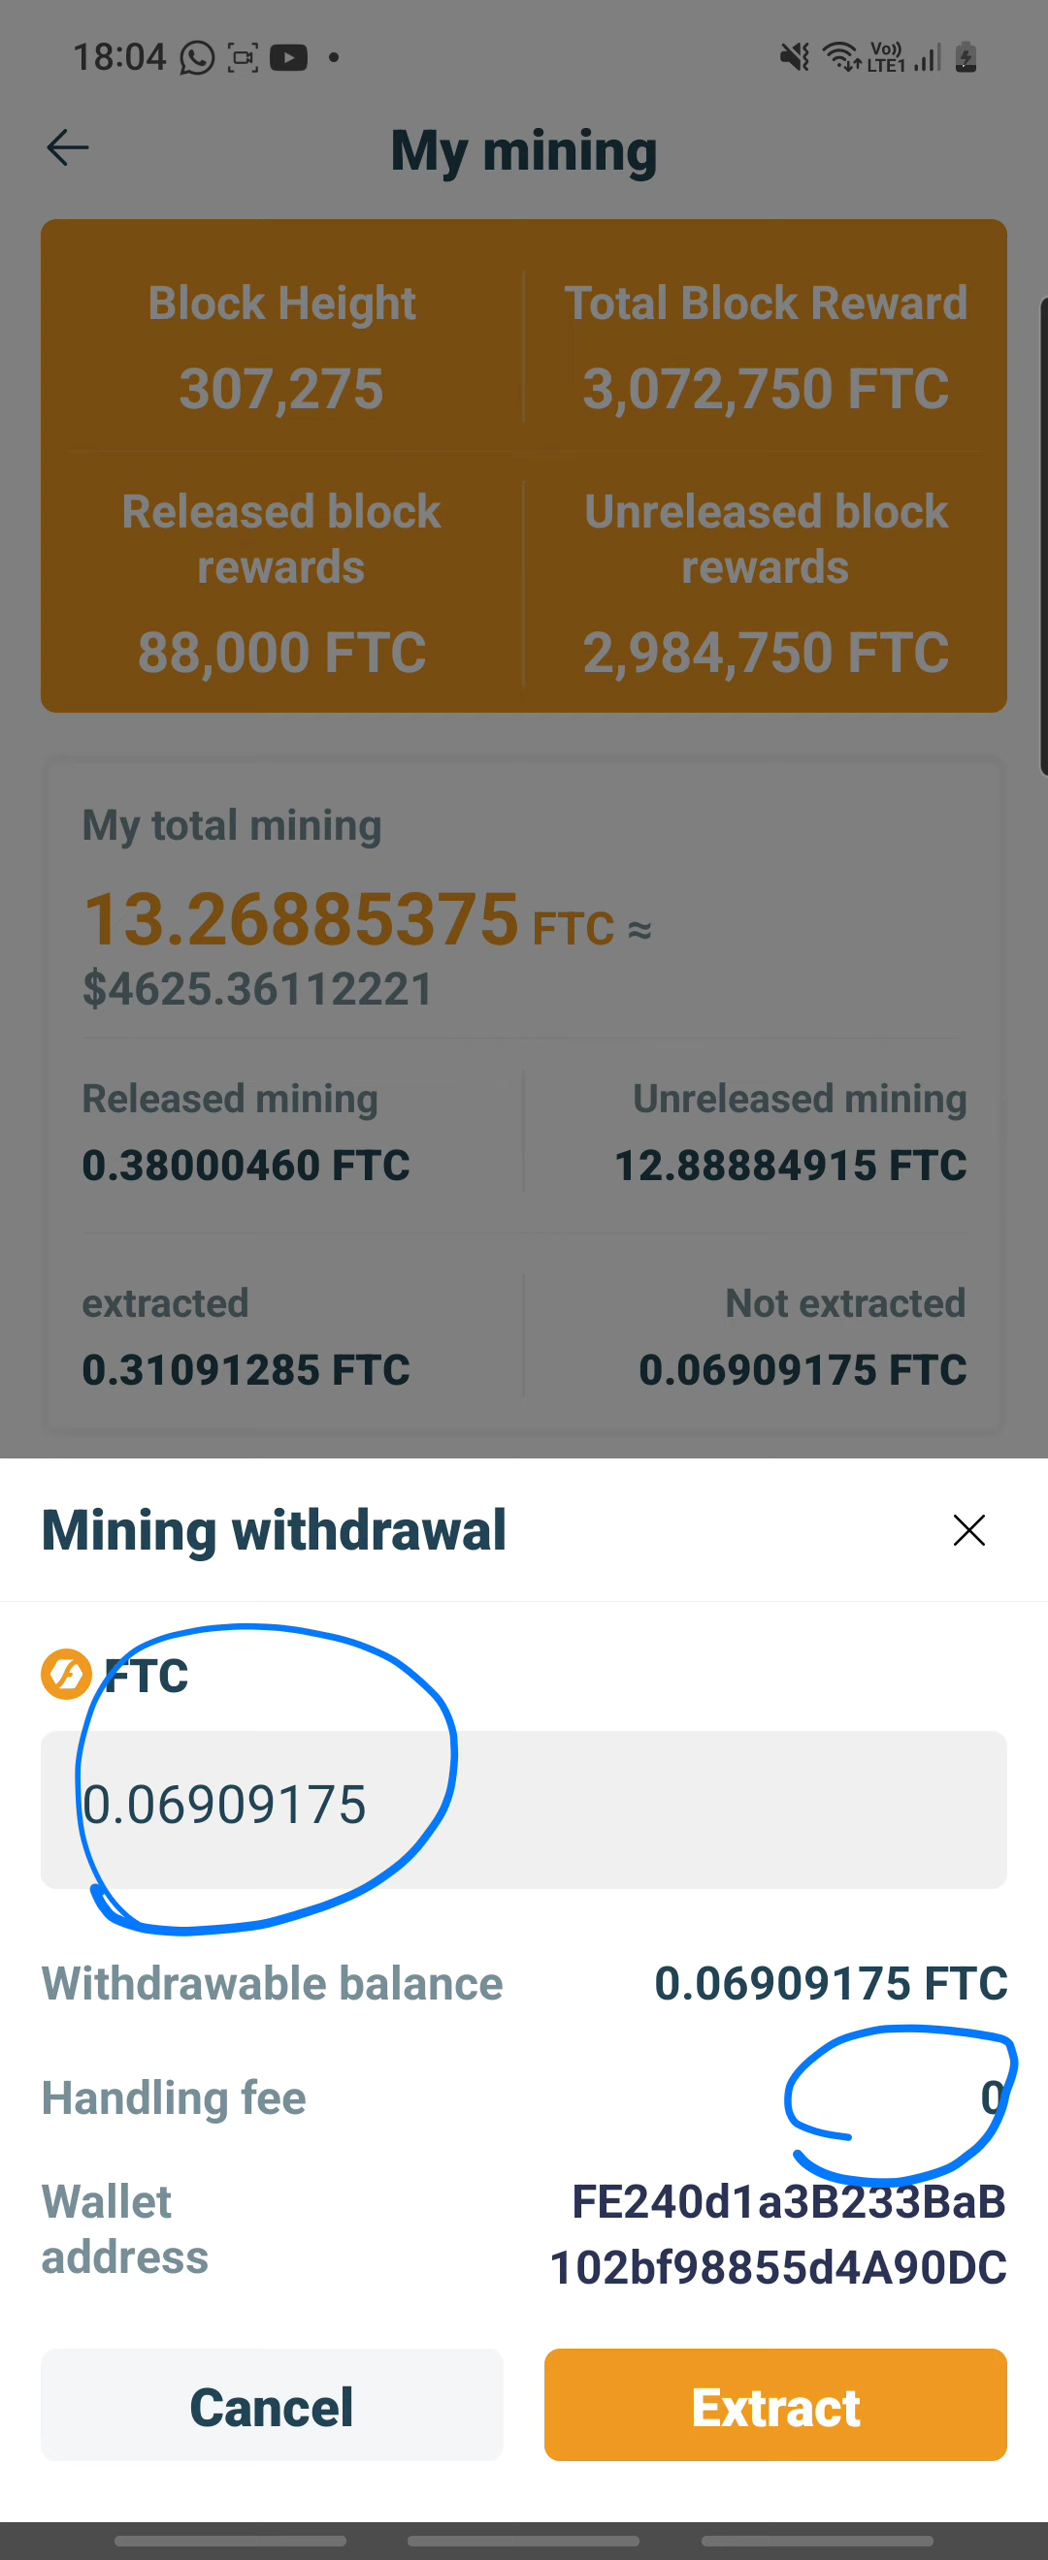 18:04
Vo))
LTE1
My mining
Block Height
Total Block Reward
307,275
3,072,750 FTC
Released block
rewards
Unreleased block
rewards
88,000 FTC
2,984,750 FTC
My total mining
13.26885375 FTC ≈
$4625.36112221
Released mining
Unreleased mining
0.38000460 FTC
12.88884915 FTC
extracted
Not extracted
0.31091285 FTC
0.06909175 FTC
Mining withdrawal
FTC
0.06909175
Withdrawable balance
0.06909175 FTC
Handling fee
0
Wallet
address
FE240d1a3B233BaB
102bf98855d4A90DC
Cancel
Extract